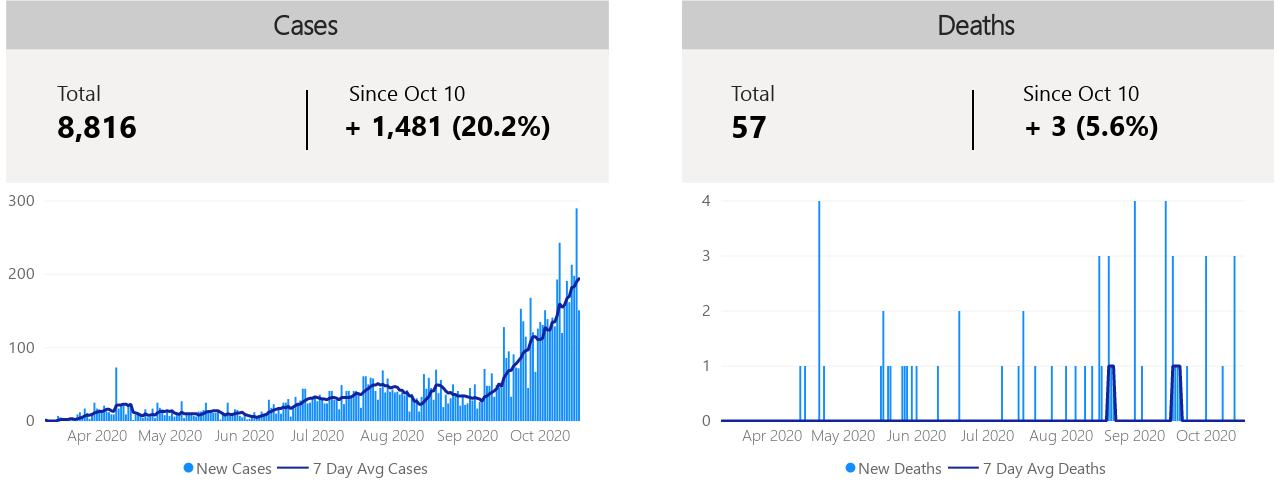 Cases
Total
8,816
Since Oct 10
+ 1,481 (20.2%)
300
200
100
0
Apr 2020 May 2020 Jun 2020 Jul 2020 Aug 2020 Sep 2020 Oct 2020
New Cases 7 Day Avg Cases
Deaths
Total
57
Since Oct 10
+ 3 (5.6%)
4
3
2
1
0
Apr 2020 May 2020 Jun 2020 Jul 2020 Aug 2020 Sep 2020 Oct 2020
New Deaths 7 Day Avg Deaths